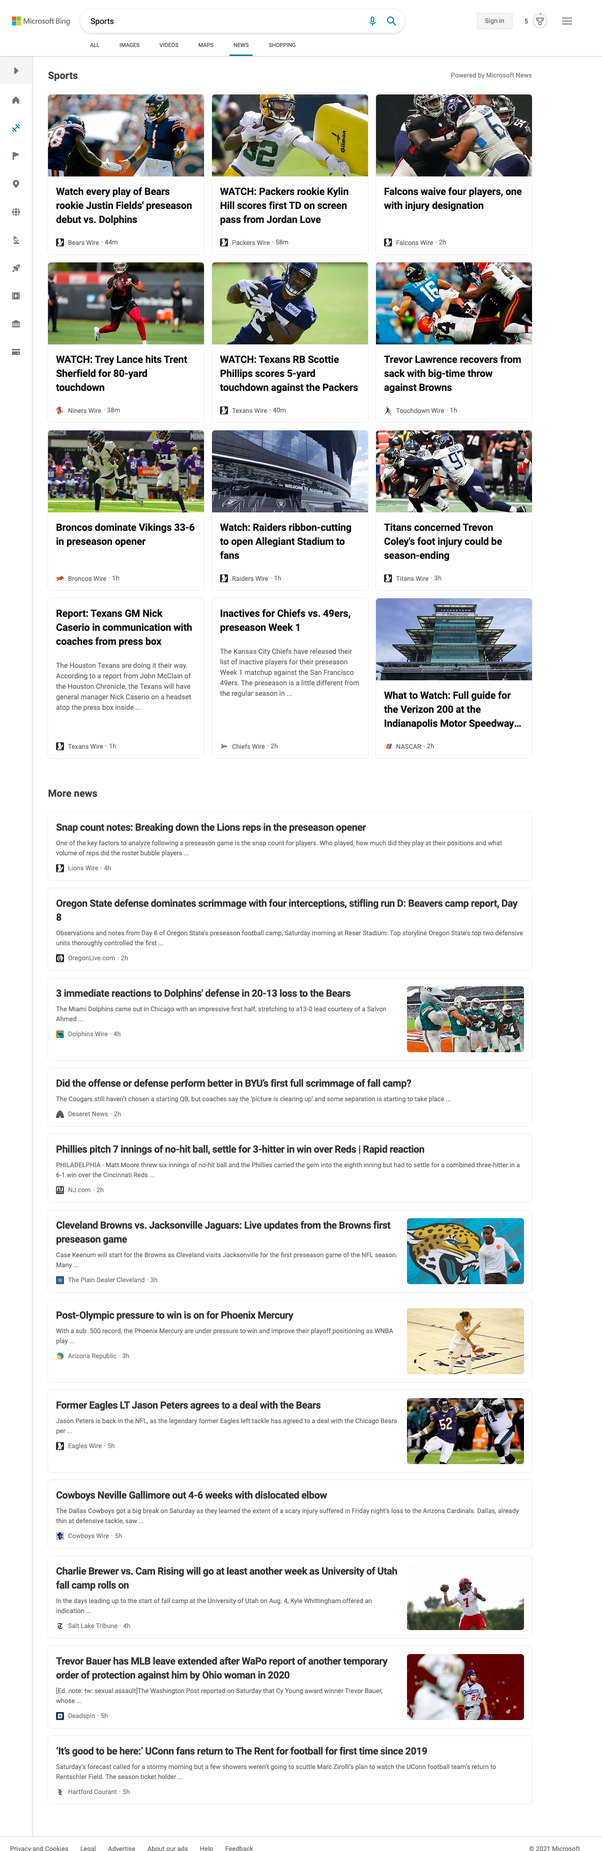 Microsoft Bing
Sports
Sign in
5
ALL IMAGES VIDEOS MAPS NEWS SHOPPING
Sports
Powered by Microsoft News
Watch every play of Bears
rookie Justin Fields' preseason
debut vs. Dolphins
Bears Wire · 44m
WATCH: Packers rookie Kylin
Hill scores first TD on screen
pass from Jordan Love
Packers Wire · 58m
Falcons waive four players, one
with injury designation
Falcons Wire · 2h
WATCH: Trey Lance hits Trent
Sherfield for 80-yard
touchdown
Niners Wire · 38m
WATCH: Texans RB Scottie
Phillips scores 5-yard
touchdown against the Packers
Texans Wire · 40m
Trevor Lawrence recovers from
sack with big-time throw
against Browns
Touchdown Wire · 1h
Broncos dominate Vikings 33-6
in preseason opener
Broncos Wire · 1h
Watch: Raiders ribbon-cutting
to open Allegiant Stadium to
fans
Raiders Wire · 1h
Titans concerned Trevon
Coley's foot injury could be
season-ending
Titans Wire · 3h
Report: Texans GM Nick
Caserio in communication with
coaches from press box
The Houston Texans are doing it their way.
According to a report from John McClain of
the Houston Chronicle, the Texans will have
general manager Nick Caserio on a headset
atop the press box inside ...
Texans Wire · 1h
Inactives for Chiefs vs. 49ers,
preseason Week 1
The Kansas City Chiefs have released their
list of inactive players for their preseason
Week 1 matchup against the San Francisco
49ers. The preseason is a little different from
the regular season in ...
Chiefs Wire · 2h
What to Watch: Full guide for
the Verizon 200 at the
Indianapolis Motor Speedway...
NASCAR · 2h
More news
Snap count notes: Breaking down the Lions reps in the preseason opener
One of the key factors to analyze following a preseason game is the snap count for players. Who played, how much did they play at their positions and what
volume of reps did the roster bubble players ...
Lions Wire · 4h
Oregon State defense dominates scrimmage with four interceptions, stifling run D: Beavers camp report, Day
8
Observations and notes from Day 8 of Oregon State's preseason football camp, Saturday morning at Reser Stadium: Top storyline Oregon State's top two defensive
units thoroughly controlled the first ...
OregonLive.com · 2h
3 immediate reactions to Dolphins' defense in 20-13 loss to the Bears
The Miami Dolphins came out in Chicago with an impressive first half, stretching to a13-0 lead courtesy of a Salvon
Ahmed ...
Dolphins Wire · 4h
Did the offense or defense perform better in BYU's first full scrimmage of fall camp?
The Cougars still haven't chosen a starting QB, but coaches say the 'picture is clearing up' and some separation is starting to take place ...
Deseret News · 2h
Phillies pitch 7 innings of no-hit ball, settle for 3-hitter in win over Reds | Rapid reaction
PHILADELPHIA - Matt Moore threw six innings of no-hit ball and the Phillies carried the gem into the eighth inning but had to settle for a combined three-hitter in a
6-1 win over the Cincinnati Reds ...
NJ.com · 2h
Cleveland Browns vs. Jacksonville Jaguars: Live updates from the Browns first
preseason game
Case Keenum will start for the Browns as Cleveland visits Jacksonville for the first preseason game of the NFL season.
Many ...
The Plain Dealer Cleveland · 3h
Post-Olympic pressure to win is on for Phoenix Mercury
With a sub .500 record, the Phoenix Mercury are under pressure to win and improve their playoff positioning as WNBA
play ...
Arizona Republic · 3h
Former Eagles LT Jason Peters agrees to a deal with the Bears
Jason Peters is back in the NFL, as the legendary former Eagles left tackle has agreed to a deal with the Chicago Bears
per ...
Eagles Wire · 5h
Cowboys Neville Gallimore out 4-6 weeks with dislocated elbow
The Dallas Cowboys got a big break on Saturday as they learned the extent of a scary injury suffered in Friday night's loss to the Arizona Cardinals. Dallas, already
thin at defensive tackle, saw ...
Cowboys Wire · 5h
Charlie Brewer vs. Cam Rising will go at least another week as University of Utah
fall camp rolls on
In the days leading up to the start of fall camp at the University of Utah on Aug. 4, Kyle Whittingham offered an
indication ...
Salt Lake Tribune · 4h
Trevor Bauer has MLB leave extended after WaPo report of another temporary
order of protection against him by Ohio woman in 2020
[Ed. note: tw: sexual assault]The Washington Post reported on Saturday that Cy Young award winner Trevor Bauer,
whose ...
Deadspin · 5h
'It's good to be here:' UConn fans return to The Rent for football for first time since 2019
Saturday's forecast called for a stormy morning but a few showers weren't going to scuttle Marc Zirolli's plan to watch the UConn football team's return to
Rentschler Field. The season ticket holder ...
Hartford Courant · 5h
Privacy and Cookies Legal Advertise About our ads Help Feedback
© 2021 Microsoft